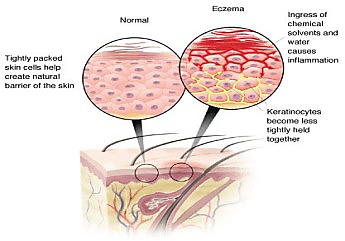 Normal
Eczema
Tightly packed
skin cells help
create natural
barrier of the skin
Ingress of
chemical
solvents and
water
causes
inflammation
Keratinocytes
become less
tightly held
together